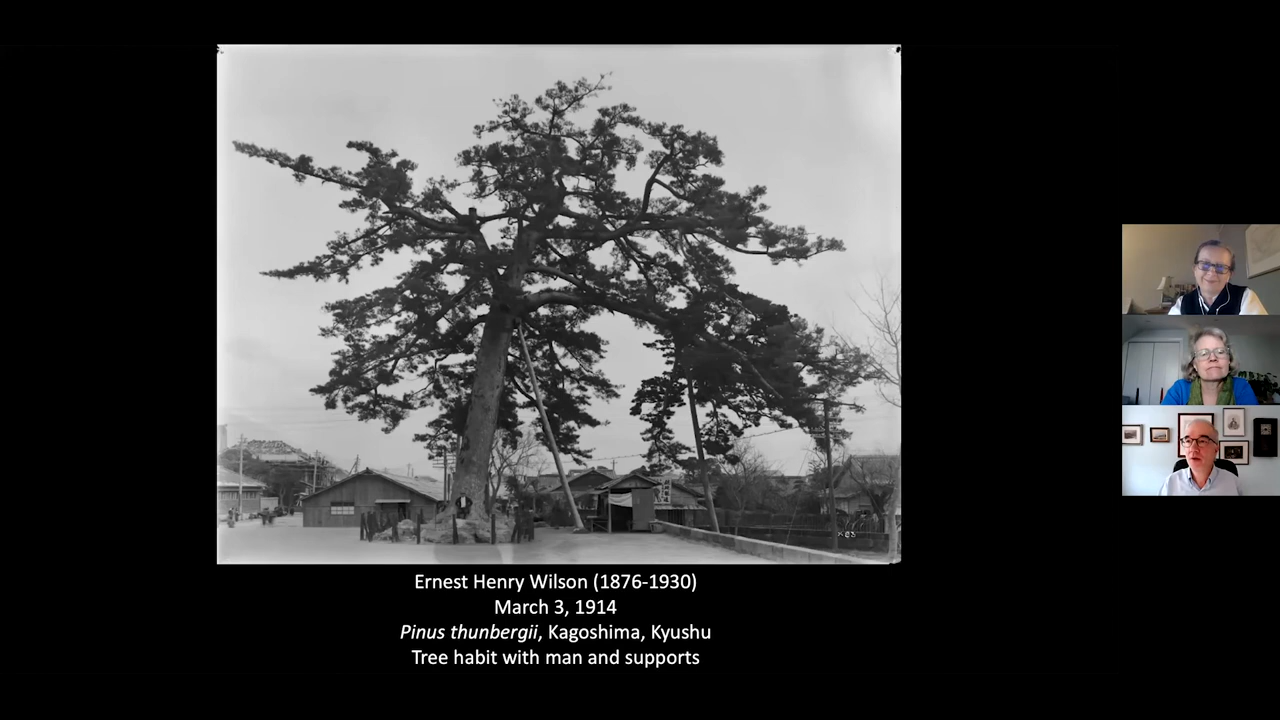 Ernest Henry Wilson (1876-1930)
March 3, 1914
Pinus thunbergii, Kagoshima, Kyushu
Tree habit with man and supports